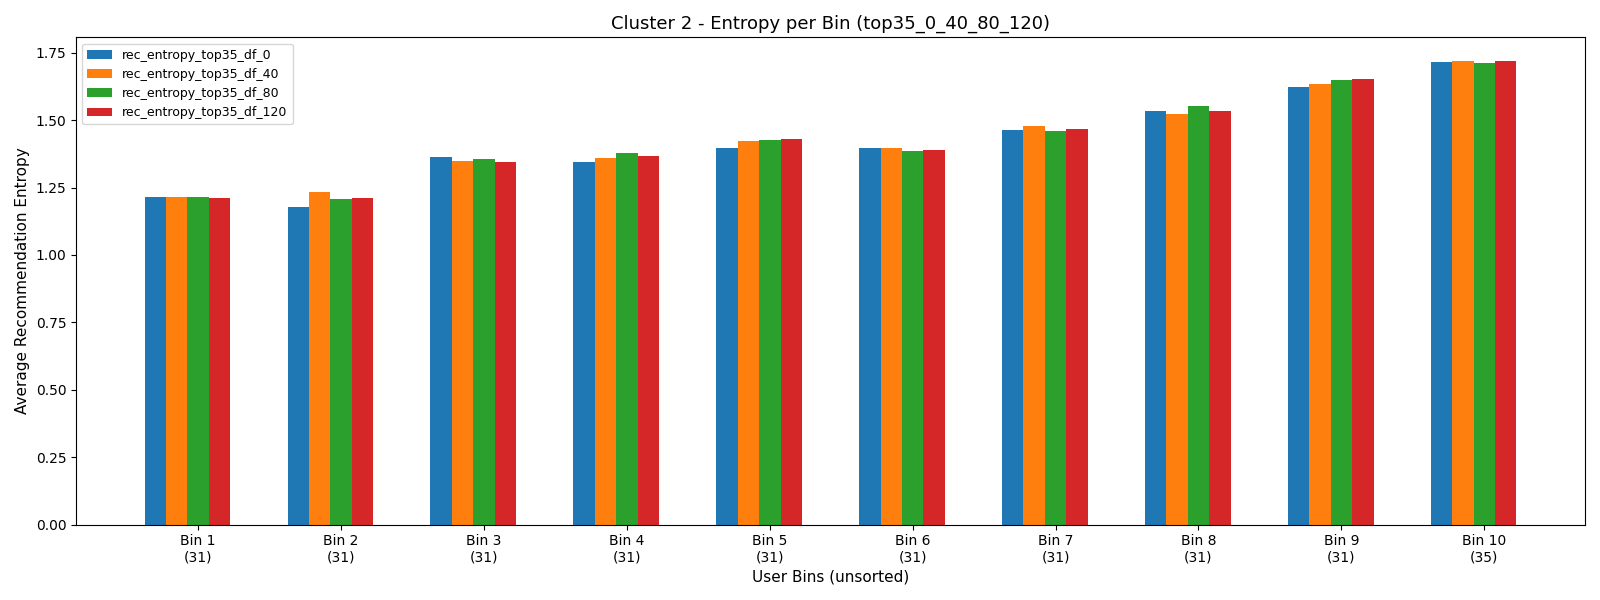 Cluster 2 - Entropy per Bin (top35_0_40_80_120)
rec_entropy_top35_df_0
rec_entropy_top35_df_40
rec_entropy_top35_df_80
rec_entropy_top35_df_120
Average Recommendation Entropy
1.75
1.50
1.25
1.00
0.75
0.50
0.25
0.00
Bin 1
(31)
Bin 2
(31)
Bin 3
(31)
Bin 4
(31)
Bin 5
(31)
Bin 6
(31)
Bin 7
(31)
Bin 8
(31)
Bin 9
(31)
Bin 10
(35)
User Bins (unsorted)